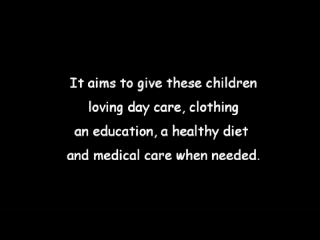 It aims to give these children
loving day care, clothing
an education, a healthy diet
and medical care when needed.